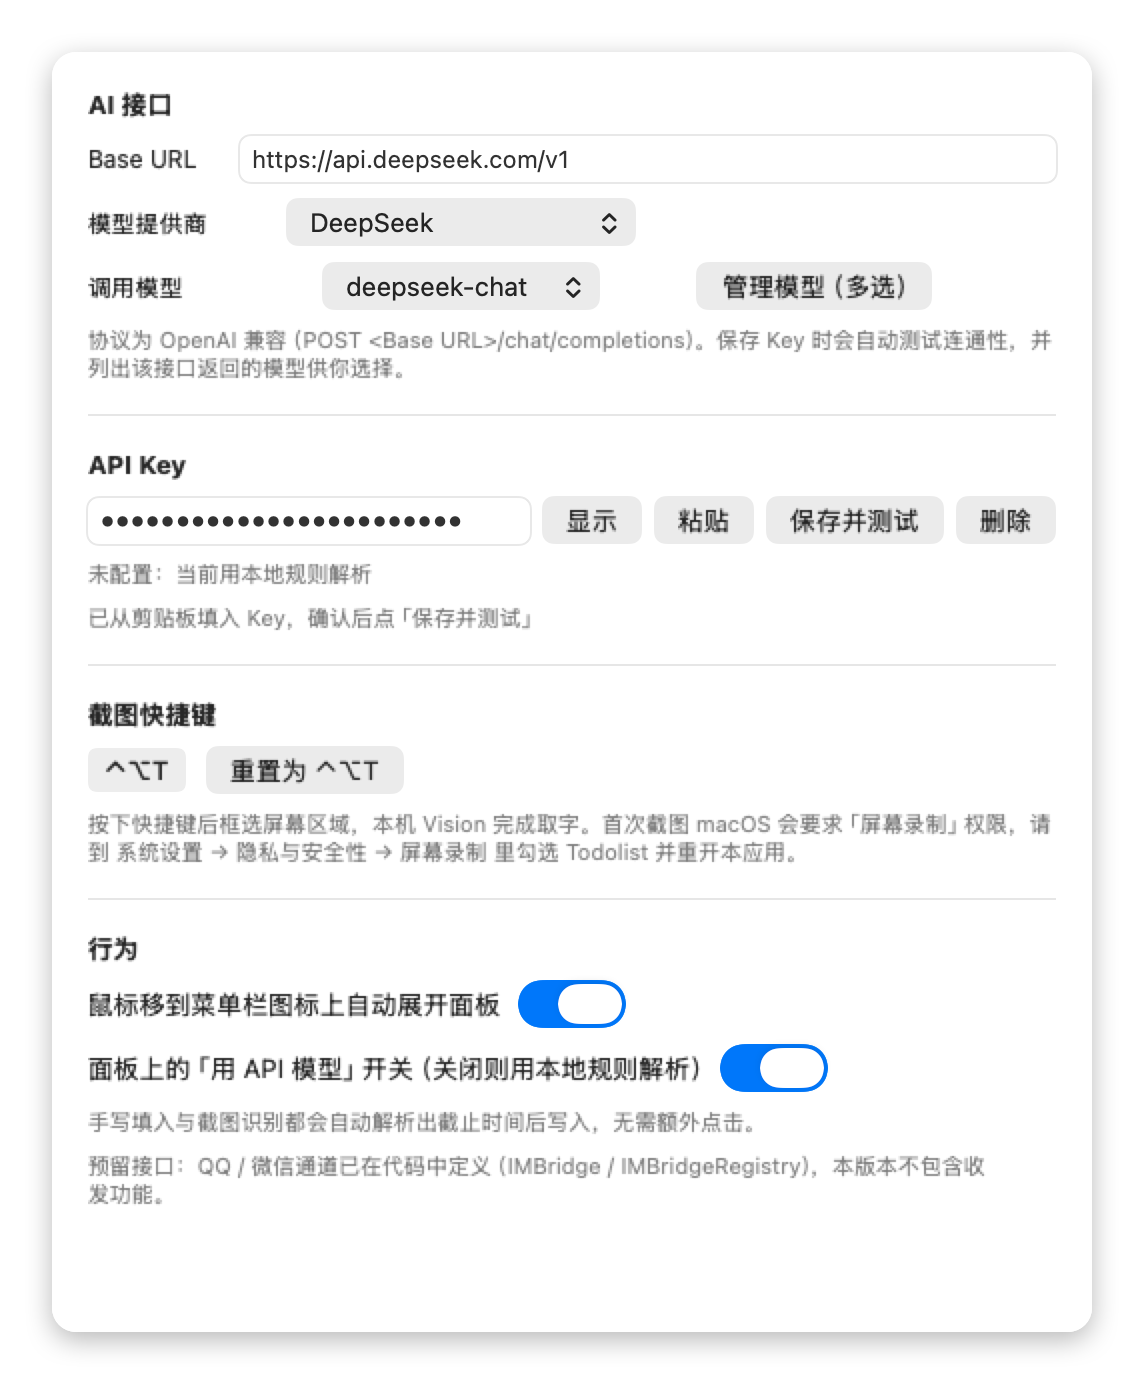 AI 接口
Base URL https://api.deepseek.com/v1
模型提供商 DeepSeek
调用模型 deepseek-chat 管理模型（多选）
协议为 OpenAI 兼容（POST <Base URL>/chat/completions）。保存 Key 时会自动测试连通性，并
列出该接口返回的模型供你选择。
API Key
•••••••••••••••••••••••• 显示 粘贴 保存并测试 删除
未配置：当前用本地规则解析
已从剪贴板填入 Key，确认后点「保存并测试」
截图快捷键
⌃⌥T 重置为 ⌃⌥T
按下快捷键后框选屏幕区域，本机 Vision 完成取字。首次截图 macOS 会要求「屏幕录制」权限，请
到 系统设置 → 隐私与安全性 → 屏幕录制 里勾选 Todolist 并重开本应用。
行为
鼠标移到菜单栏图标上自动展开面板
面板上的「用 API 模型」开关（关闭则用本地规则解析）
手写填入与截图识别都会自动解析出截止时间后写入，无需额外点击。
预留接口：QQ / 微信通道已在代码中定义（IMBridge / IMBridgeRegistry），本版本不包含收
发功能。